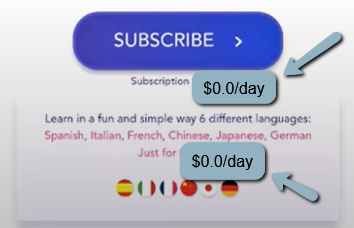 SUBSCRIBE >
Subscription $0.0/day
Learn in a fun and simple way 6 different languages:
Spanish, Italian, French, Chinese, Japanese, German
Just for $0.0/day